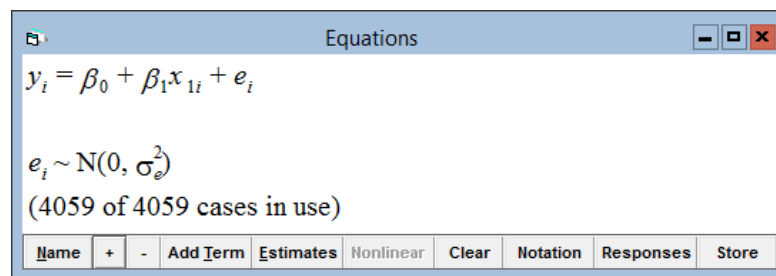 Equations
yᵢ = β₀ + β₁x₁ᵢ + eᵢ
eᵢ ~ N(0, σₑ²)
(4059 of 4059 cases in use)
Name + - Add Term Estimates Nonlinear Clear Notation Responses Store